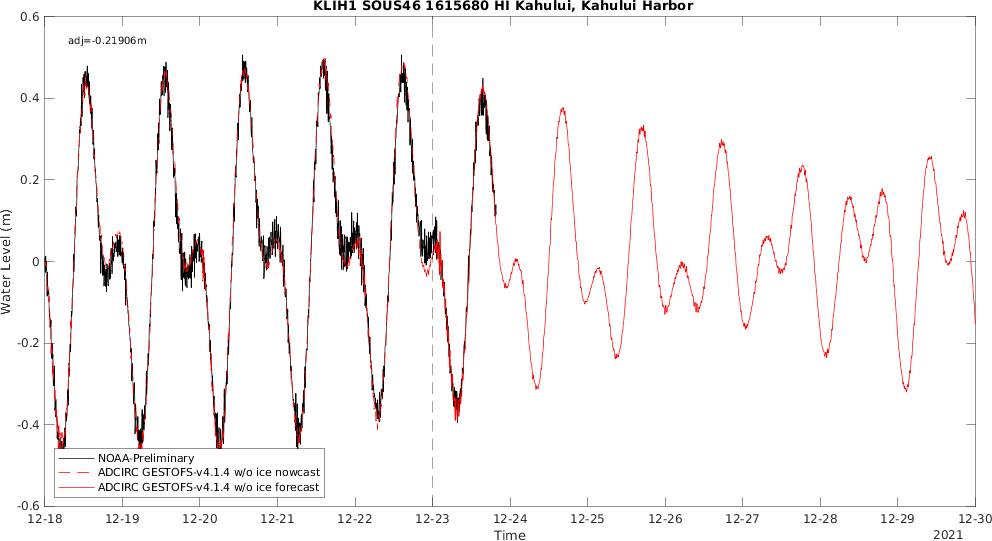 KLIH1 SOUS46 1615680 HI Kahului, Kahului Harbor
adj=-0.21906m
0.6
0.4
0.2
0
-0.2
-0.4
-0.6
Water Level (m)
NOAA-Preliminary
ADCIRC GESTOFS-v4.1.4 w/o ice nowcast
ADCIRC GESTOFS-v4.1.4 w/o ice forecast
12-18 12-19 12-20 12-21 12-22 12-23 12-24 12-25 12-26 12-27 12-28 12-29 12-30
Time
2021